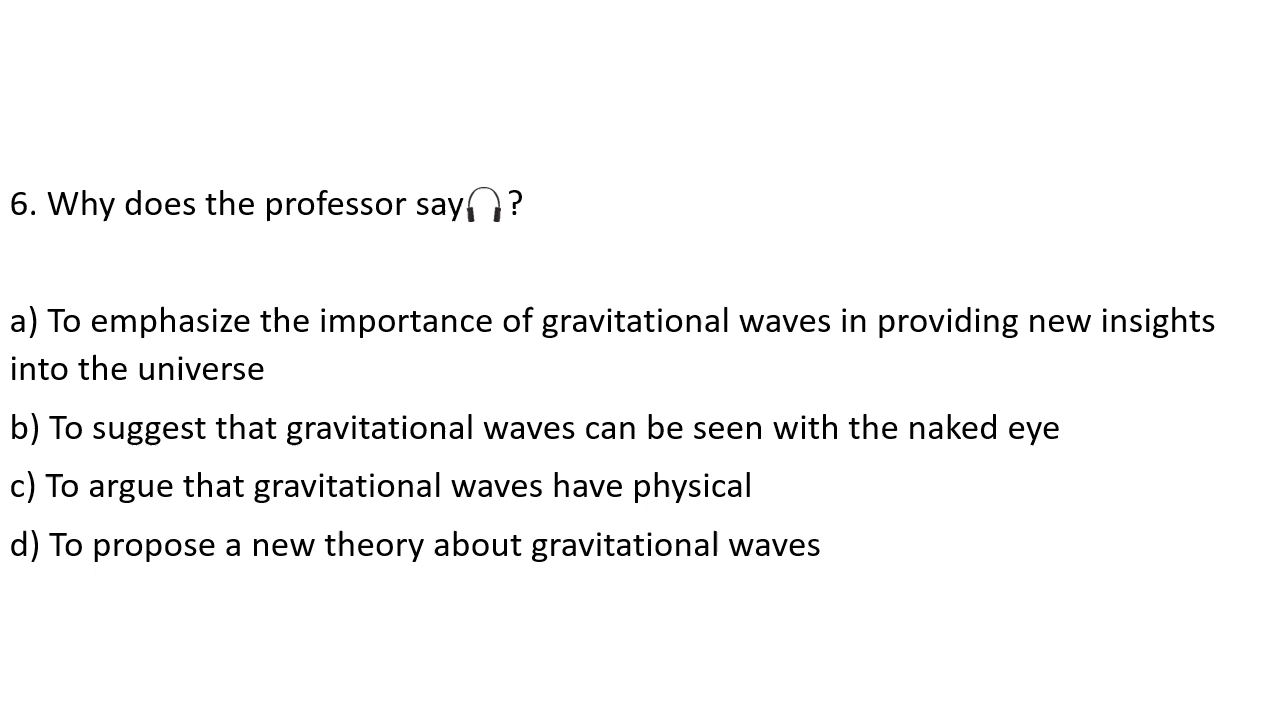 6. Why does the professor say🎧?
a) To emphasize the importance of gravitational waves in providing new insights
into the universe
b) To suggest that gravitational waves can be seen with the naked eye
c) To argue that gravitational waves have physical
d) To propose a new theory about gravitational waves